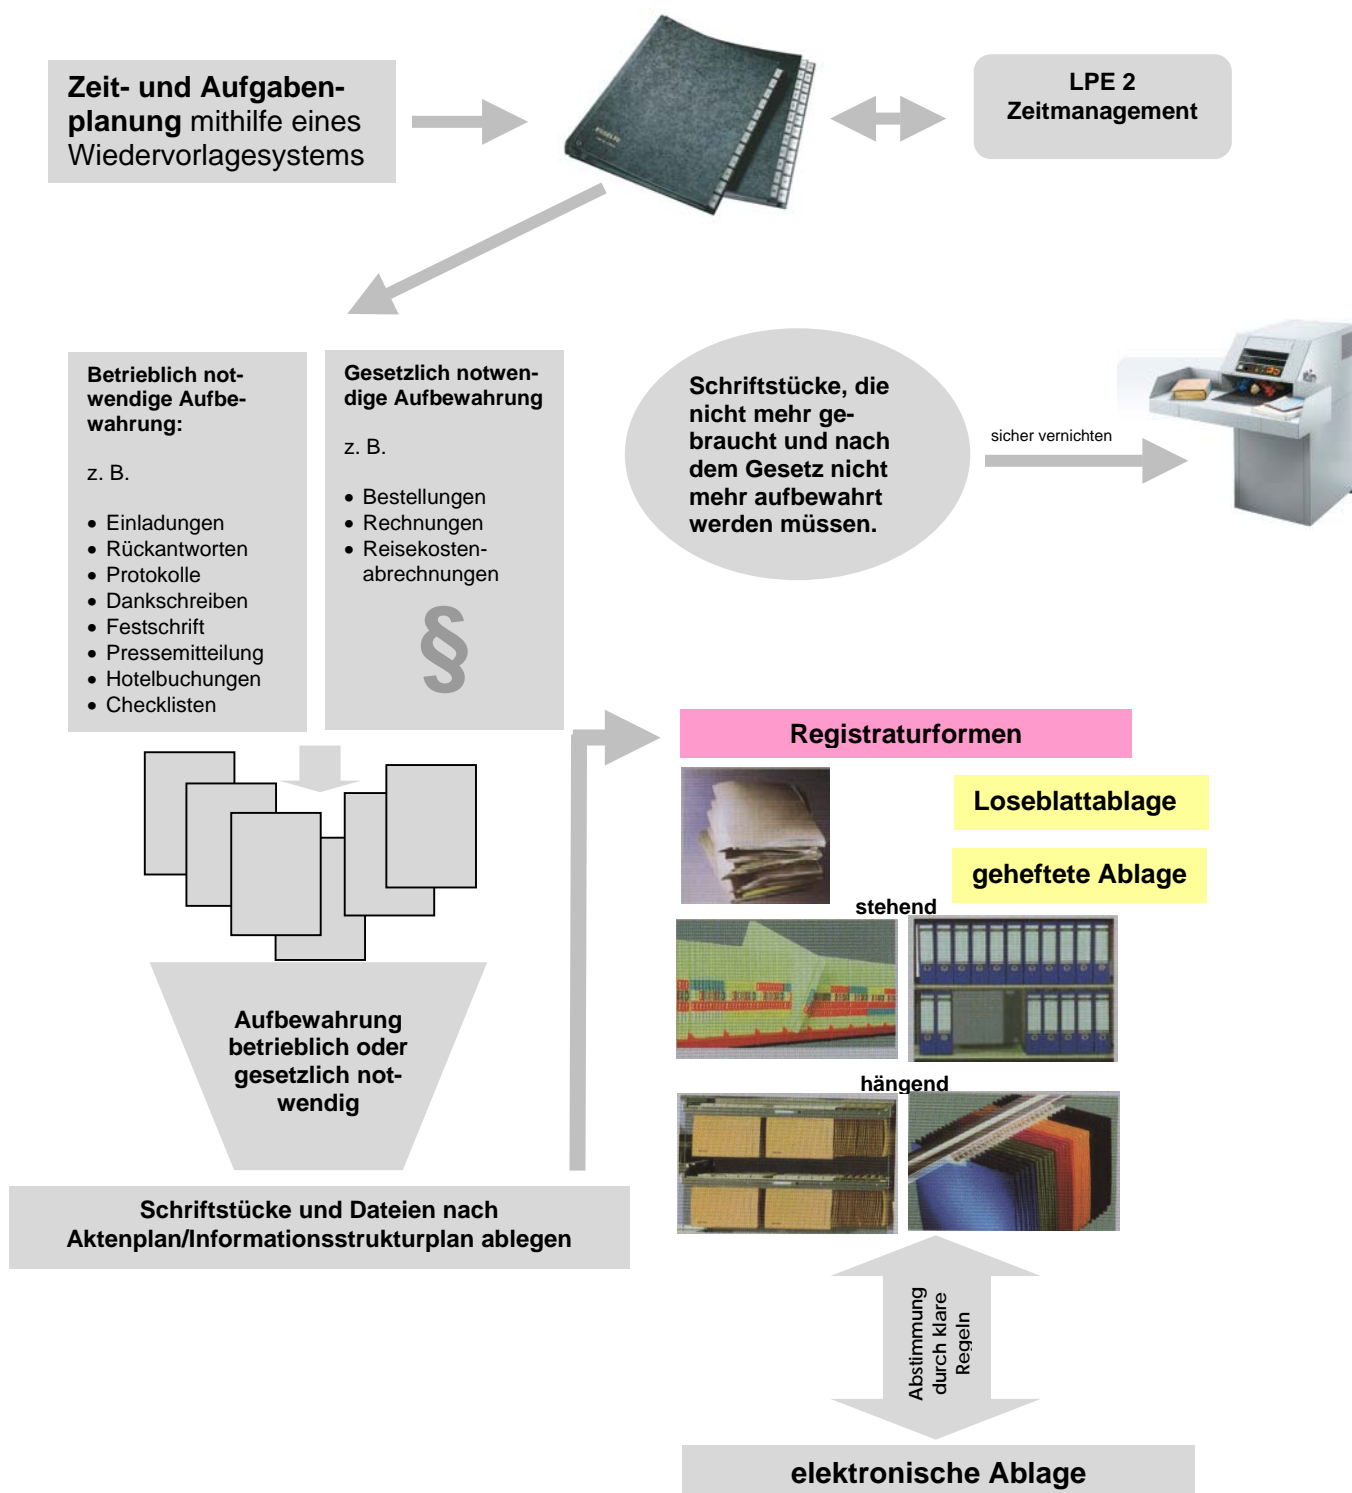 Zeit- und Aufgaben-
planung mithilfe eines
Wiedervorlagesystems
LPE 2
Zeitmanagement
Betrieblich not-
wendige Aufbe-
wahrung:
z. B.
• Einladungen
• Rückantworten
• Protokolle
• Dankschreiben
• Festschrift
• Pressemitteilung
• Hotelbuchungen
• Checklisten
Gesetzlich notwen-
dige Aufbewahrung
z. B.
• Bestellungen
• Rechnungen
• Reisekosten-
abrechnungen
§
Schriftstücke, die
nicht mehr ge-
braucht und nach
dem Gesetz nicht
mehr aufbewahrt
werden müssen.
sicher vernichten
Aufbewahrung
betrieblich oder
gesetzlich not-
wendig
Schriftstücke und Dateien nach
Aktenplan/Informationsstrukturplan ablegen
Registraturformen
Loseblattablage
geheftete Ablage
stehend
hängend
Abstimmung
durch klare
Regeln
elektronische Ablage